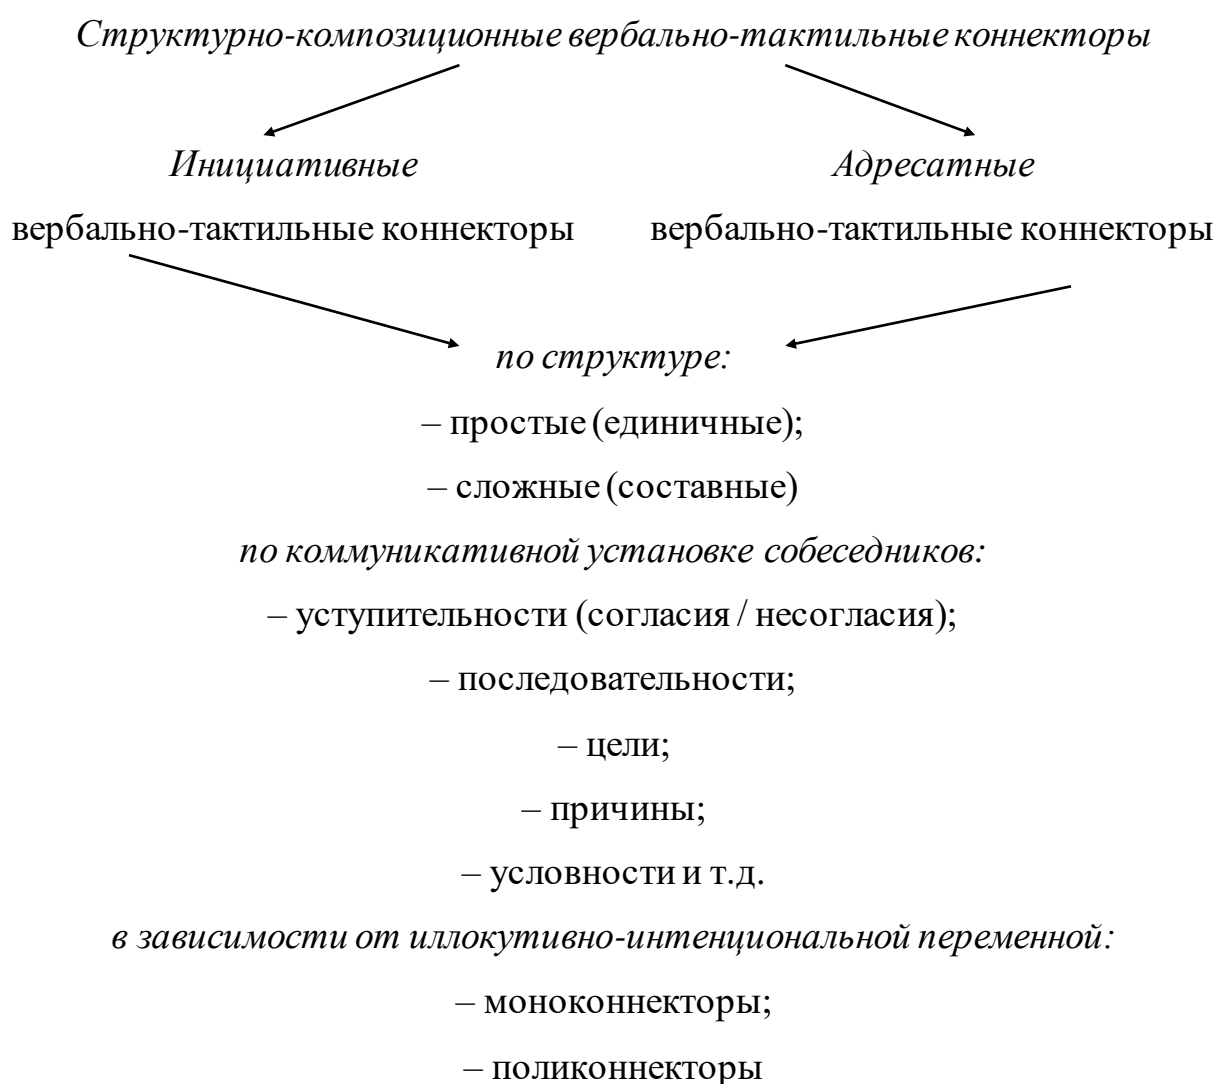 Структурно-композиционные вербально-тактильные коннекторы
Инициативные Адресатные
вербально-тактильные коннекторы вербально-тактильные коннекторы
по структуре:
– простые (единичные);
– сложные (составные)
по коммуникативной установке собеседников:
– уступительности (согласия / несогласия);
– последовательности;
– цели;
– причины;
– условности и т.д.
в зависимости от иллокутивно-интенциональной переменной:
– моноконнекторы;
– поликоннекторы